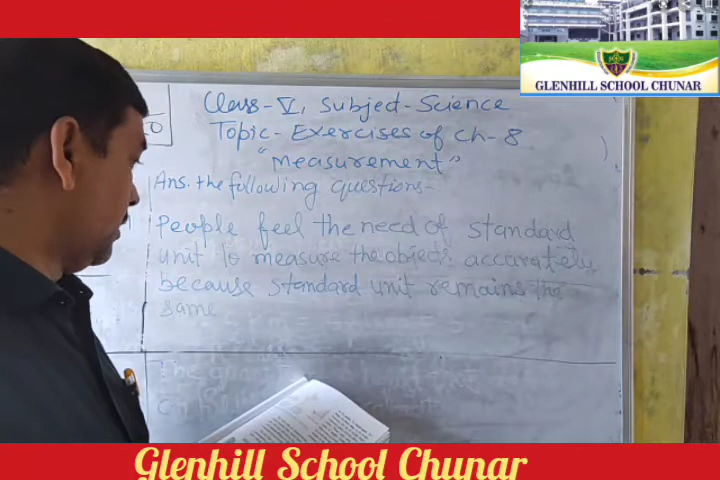 GLENHILL SCHOOL CHUNAR
Class-V, Subject-Science
Topic-Exercises of Ch-8
"Measurement"
Ans. the following questions-
People feel the need of standard
unit to measure the objects accurately
because standard unit remains the
same
Glenhill School Chunar